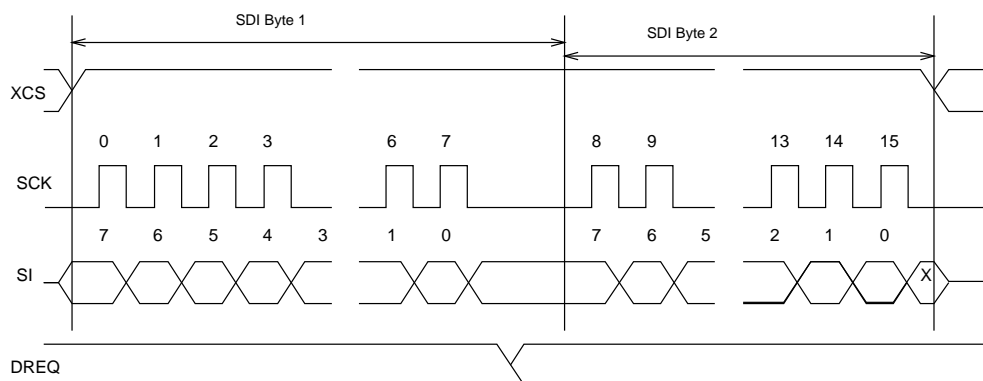 SDI Byte 1
SDI Byte 2
XCS
0 1 2 3 6 7 8 9 13 14 15
SCK
7 6 5 4 3 1 0 7 6 5 2 1 0
SI X
DREQ